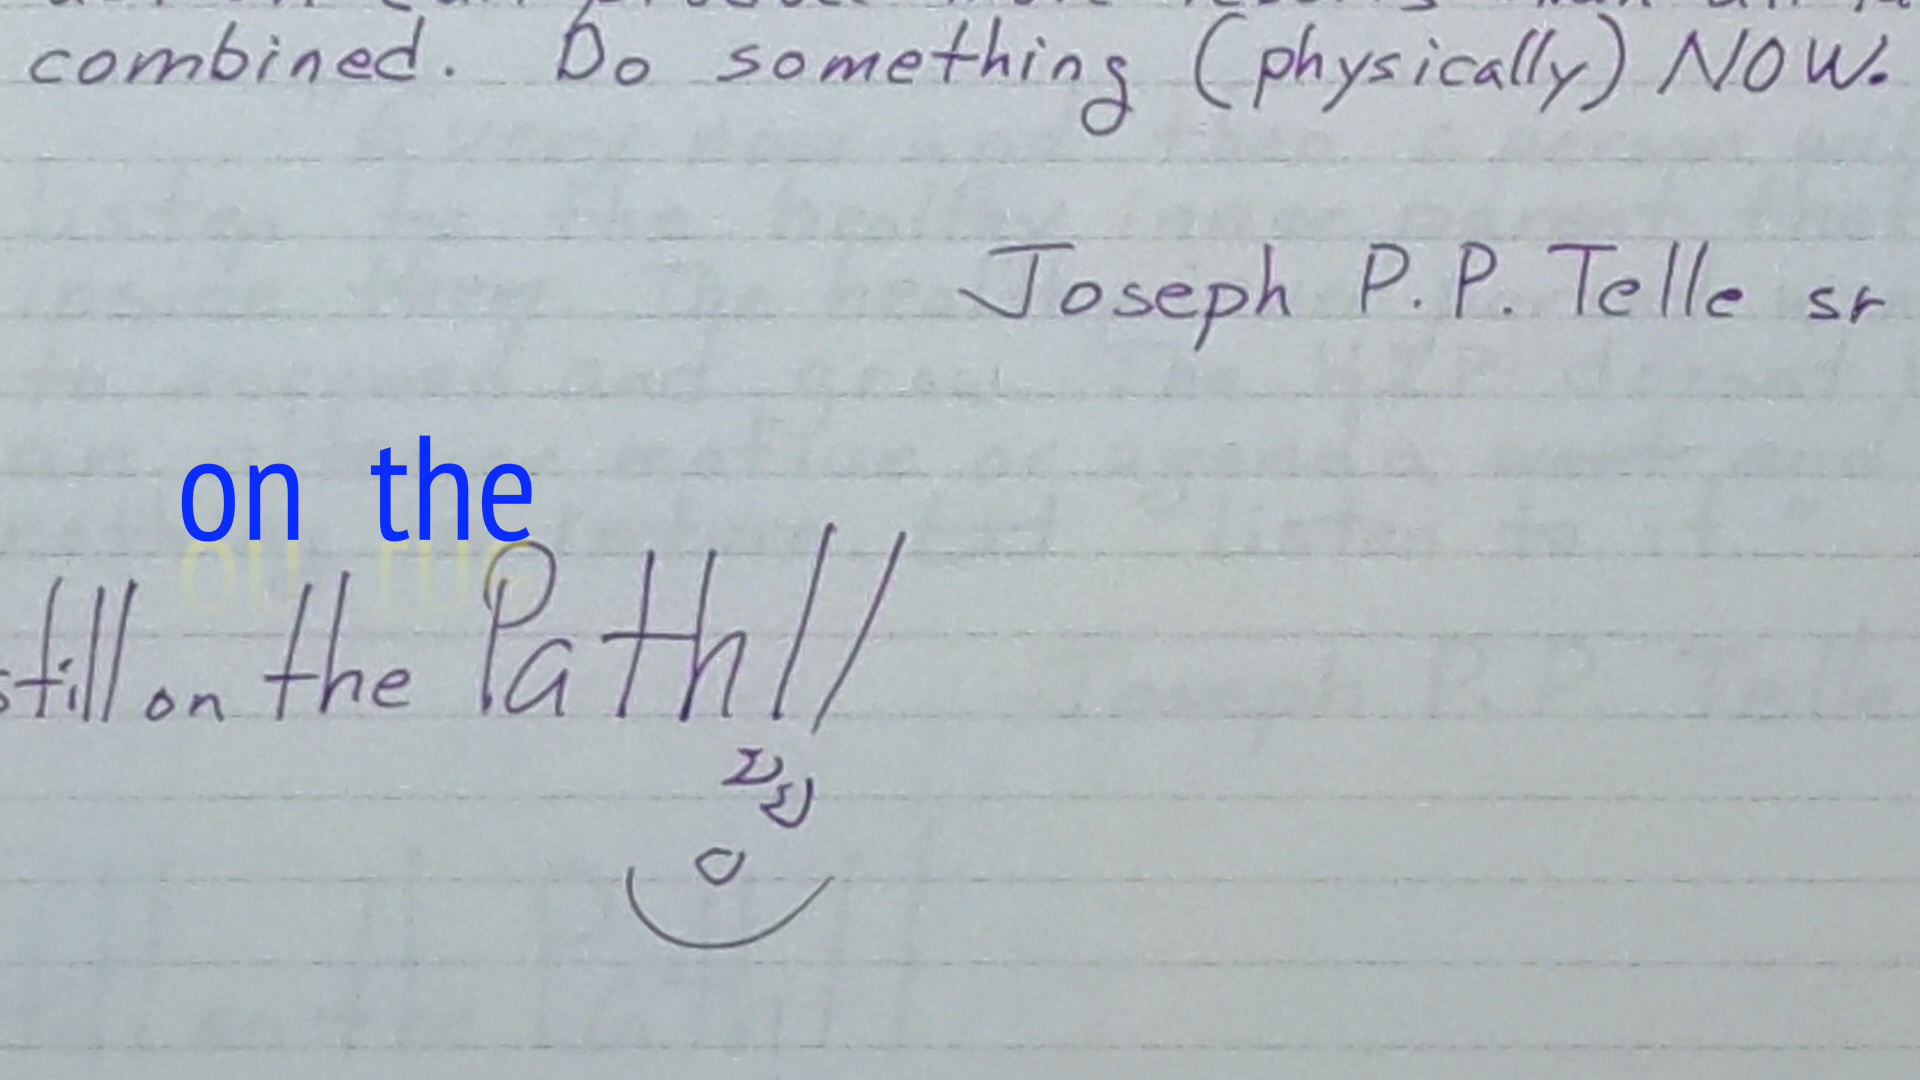 combined. Do something (physically) NOW.
Joseph P. P. Telle sr
on the
still on the Path!!